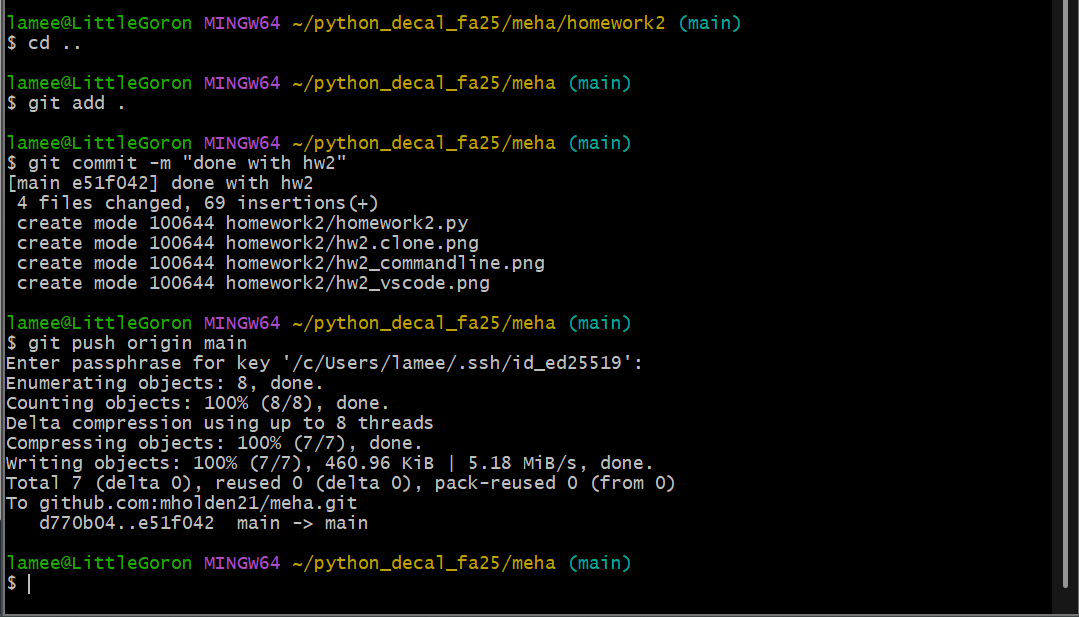 lamee@LittleGoron MINGW64 ~/python_decal_fa25/meha/homework2 (main)
$ cd ..
lamee@LittleGoron MINGW64 ~/python_decal_fa25/meha (main)
$ git add .
lamee@LittleGoron MINGW64 ~/python_decal_fa25/meha (main)
$ git commit -m "done with hw2"
[main e51f042] done with hw2
 4 files changed, 69 insertions(+)
 create mode 100644 homework2/homework2.py
 create mode 100644 homework2/hw2.clone.png
 create mode 100644 homework2/hw2_commandline.png
 create mode 100644 homework2/hw2_vscode.png
lamee@LittleGoron MINGW64 ~/python_decal_fa25/meha (main)
$ git push origin main
Enter passphrase for key '/c/Users/lamee/.ssh/id_ed25519':
Enumerating objects: 8, done.
Counting objects: 100% (8/8), done.
Delta compression using up to 8 threads
Compressing objects: 100% (7/7), done.
Writing objects: 100% (7/7), 460.96 KiB | 5.18 MiB/s, done.
Total 7 (delta 0), reused 0 (delta 0), pack-reused 0 (from 0)
To github.com:mholden21/meha.git
   d770b04..e51f042  main -> main
lamee@LittleGoron MINGW64 ~/python_decal_fa25/meha (main)
$